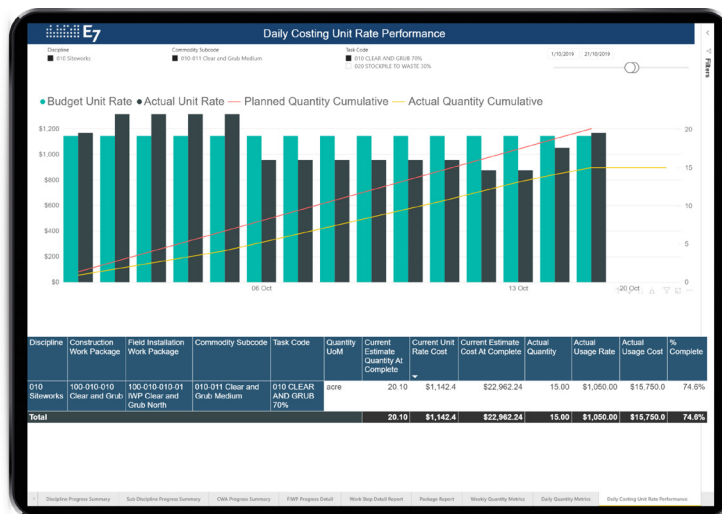 E7
Daily Costing Unit Rate Performance
Discipline
010 Siteworks
Commodity Subcode
010-011 Clear and Grub Medium
Task Code
010 CLEAR AND GRUB 70%
020 STOCKPILE TO WASTE 30%
1/10/2019 21/10/2019
Filters
Budget Unit Rate Actual Unit Rate Planned Quantity Cumulative Actual Quantity Cumulative
$1,200
$1,000
$800
$600
$400
$200
$0
20
15
10
5
0
06 Oct 13 Oct 20 Oct
Discipline Construction Work Package Field Installation Work Package Commodity Subcode Task Code Quantity UoM Current Estimate Quantity At Complete Current Unit Rate Cost Current Estimate Cost At Complete Actual Quantity Actual Usage Rate Actual Usage Cost % Complete
010 Siteworks 100-010-010 Clear and Grub 100-010-010-01 IWP Clear and Grub North 010-011 Clear and Grub Medium 010 CLEAR AND GRUB 70% acre 20.10 $1,142.4 $22,962.24 15.00 $1,050.00 $15,750.0 74.6%
Total 20.10 $1,142.4 $22,962.24 15.00 $1,050.00 $15,750.0 74.6%
Discipline Progress Summary Sub Discipline Progress Summary CWA Progress Summary FIWP Progress Detail Work Step Detail Report Package Report Weekly Quantity Metrics Daily Quantity Metrics Daily Costing Unit Rate Performance